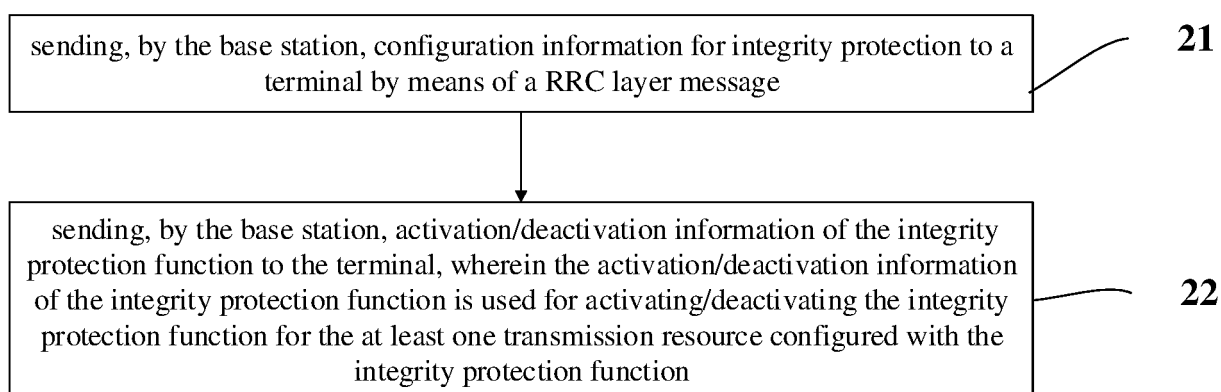 sending, by the base station, configuration information for integrity protection to a
terminal by means of a RRC layer message
21
sending, by the base station, activation/deactivation information of the integrity
protection function to the terminal, wherein the activation/deactivation information
of the integrity protection function is used for activating/deactivating the integrity
protection function for the at least one transmission resource configured with the
integrity protection function
22